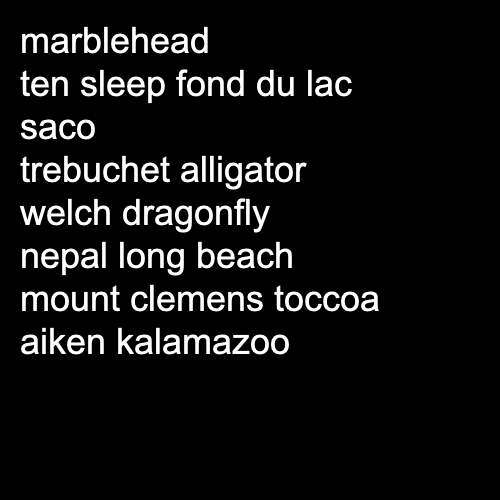 marblehead
ten sleep fond du lac
saco
trebuchet alligator
welch dragonfly
nepal long beach
mount clemens toccoa
aiken kalamazoo